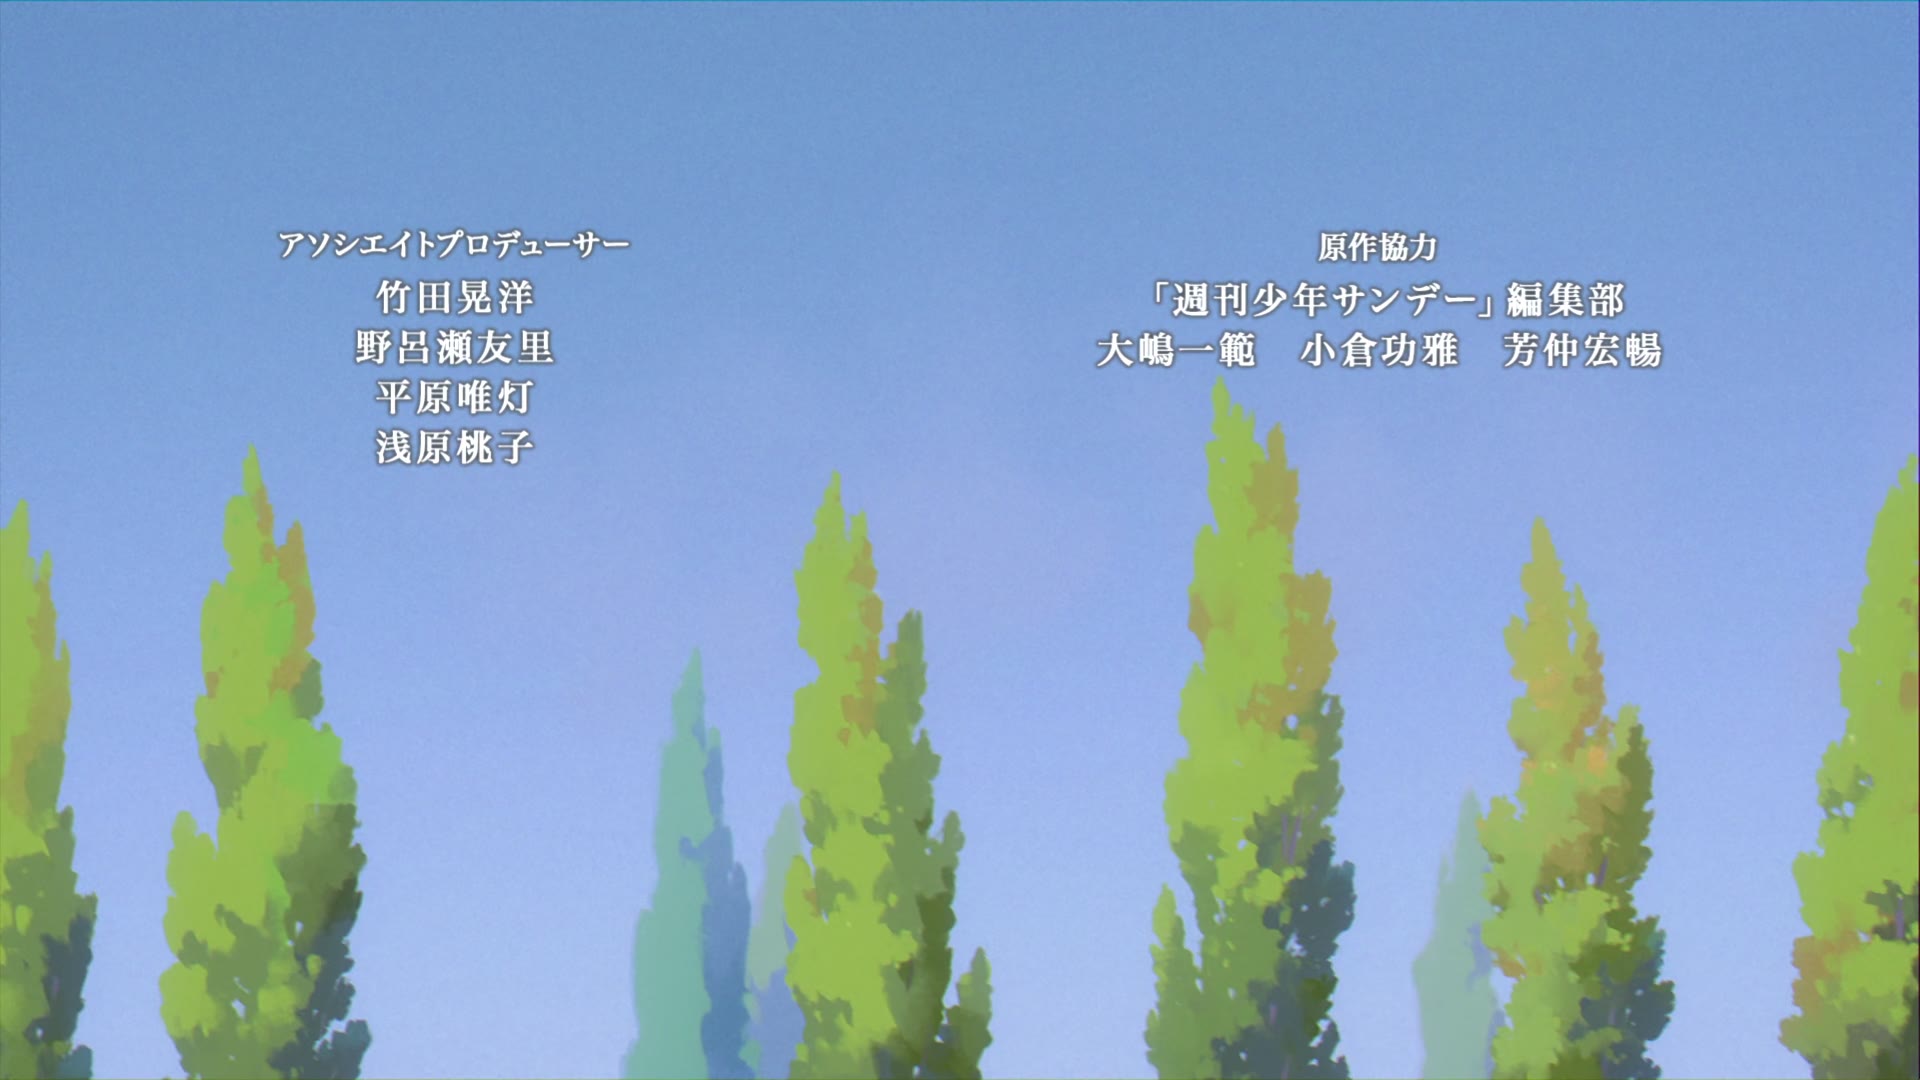 アソシエイトプロデューサー
竹田晃洋
野呂瀬友里
平原唯灯
浅原桃子
原作協力
「週刊少年サンデー」編集部
大嶋一範　小倉功雅　芳仲宏暢